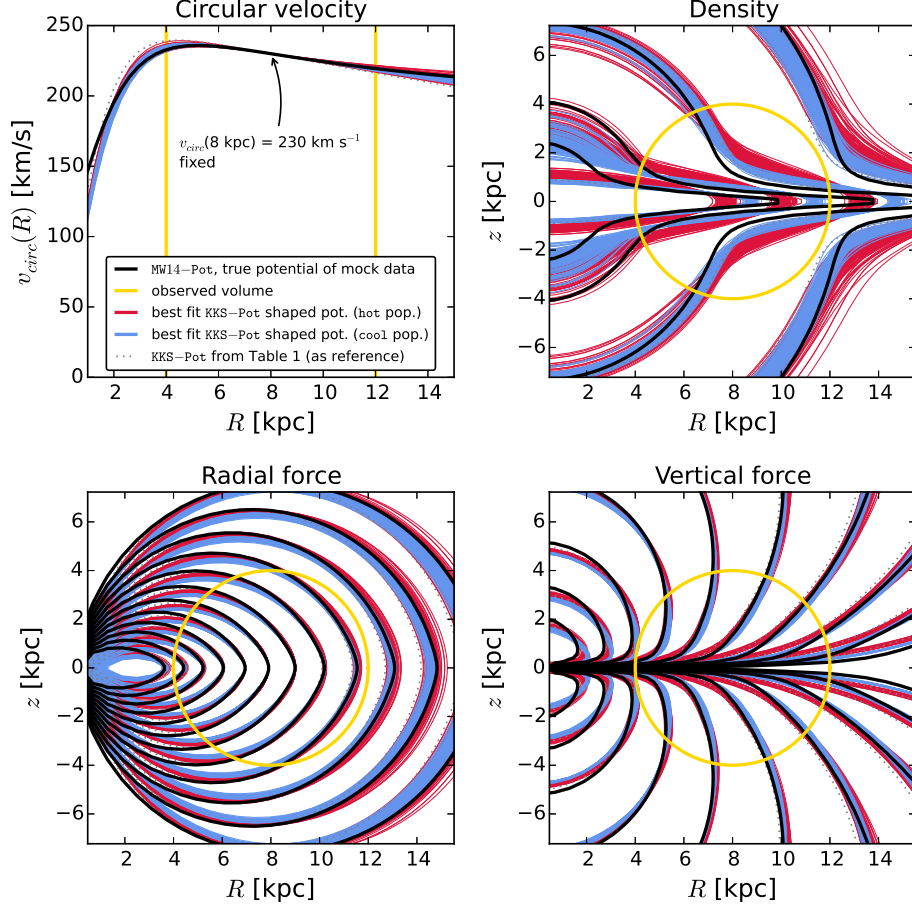 Circular velocity
250
200
150
100
50
0
v_circ(R) [km/s]
v_circ(8 kpc) = 230 km s⁻¹
fixed
MW14-Pot, true potential of mock data
observed volume
best fit KKS-Pot shaped pot. (hot pop.)
best fit KKS-Pot shaped pot. (cool pop.)
KKS-Pot from Table 1 (as reference)
2 4 6 8 10 12 14
R [kpc]
Density
6
4
2
0
−2
−4
−6
z [kpc]
2 4 6 8 10 12 14
R [kpc]
Radial force
6
4
2
0
−2
−4
−6
z [kpc]
2 4 6 8 10 12 14
R [kpc]
Vertical force
6
4
2
0
−2
−4
−6
z [kpc]
2 4 6 8 10 12 14
R [kpc]